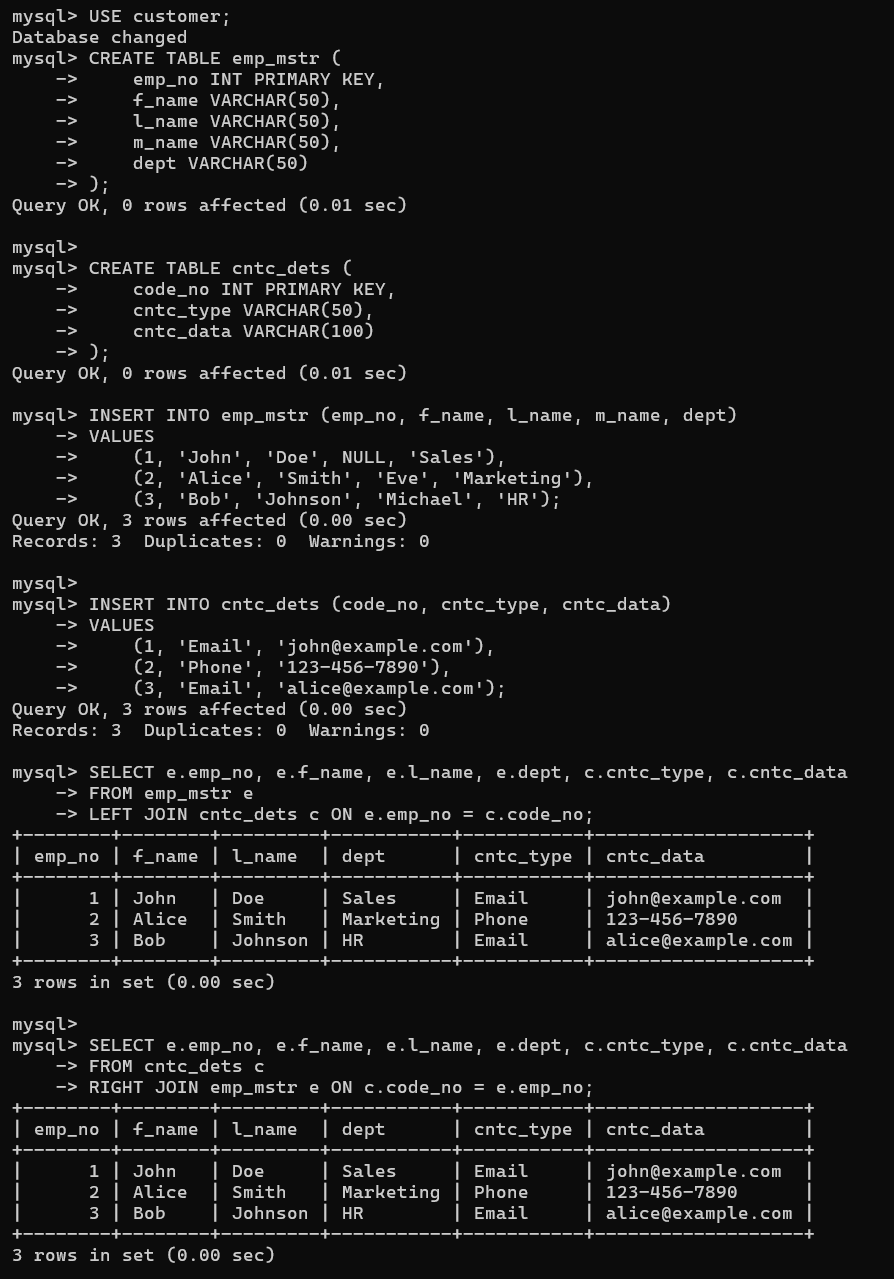 mysql> USE customer;
Database changed
mysql> CREATE TABLE emp_mstr (
    ->     emp_no INT PRIMARY KEY,
    ->     f_name VARCHAR(50),
    ->     l_name VARCHAR(50),
    ->     m_name VARCHAR(50),
    ->     dept VARCHAR(50)
    -> );
Query OK, 0 rows affected (0.01 sec)

mysql>
mysql> CREATE TABLE cntc_dets (
    ->     code_no INT PRIMARY KEY,
    ->     cntc_type VARCHAR(50),
    ->     cntc_data VARCHAR(100)
    -> );
Query OK, 0 rows affected (0.01 sec)

mysql> INSERT INTO emp_mstr (emp_no, f_name, l_name, m_name, dept)
    -> VALUES
    ->     (1, 'John', 'Doe', NULL, 'Sales'),
    ->     (2, 'Alice', 'Smith', 'Eve', 'Marketing'),
    ->     (3, 'Bob', 'Johnson', 'Michael', 'HR');
Query OK, 3 rows affected (0.00 sec)
Records: 3  Duplicates: 0  Warnings: 0

mysql>
mysql> INSERT INTO cntc_dets (code_no, cntc_type, cntc_data)
    -> VALUES
    ->     (1, 'Email', 'john@example.com'),
    ->     (2, 'Phone', '123-456-7890'),
    ->     (3, 'Email', 'alice@example.com');
Query OK, 3 rows affected (0.00 sec)
Records: 3  Duplicates: 0  Warnings: 0

mysql> SELECT e.emp_no, e.f_name, e.l_name, e.dept, c.cntc_type, c.cntc_data
    -> FROM emp_mstr e
    -> LEFT JOIN cntc_dets c ON e.emp_no = c.code_no;
+--------+--------+---------+-----------+-----------+-------------------+
| emp_no | f_name | l_name  | dept      | cntc_type | cntc_data         |
+--------+--------+---------+-----------+-----------+-------------------+
|      1 | John   | Doe     | Sales     | Email     | john@example.com  |
|      2 | Alice  | Smith   | Marketing | Phone     | 123-456-7890      |
|      3 | Bob    | Johnson | HR        | Email     | alice@example.com |
+--------+--------+---------+-----------+-----------+-------------------+
3 rows in set (0.00 sec)

mysql>
mysql> SELECT e.emp_no, e.f_name, e.l_name, e.dept, c.cntc_type, c.cntc_data
    -> FROM cntc_dets c
    -> RIGHT JOIN emp_mstr e ON c.code_no = e.emp_no;
+--------+--------+---------+-----------+-----------+-------------------+
| emp_no | f_name | l_name  | dept      | cntc_type | cntc_data         |
+--------+--------+---------+-----------+-----------+-------------------+
|      1 | John   | Doe     | Sales     | Email     | john@example.com  |
|      2 | Alice  | Smith   | Marketing | Phone     | 123-456-7890      |
|      3 | Bob    | Johnson | HR        | Email     | alice@example.com |
+--------+--------+---------+-----------+-----------+-------------------+
3 rows in set (0.00 sec)